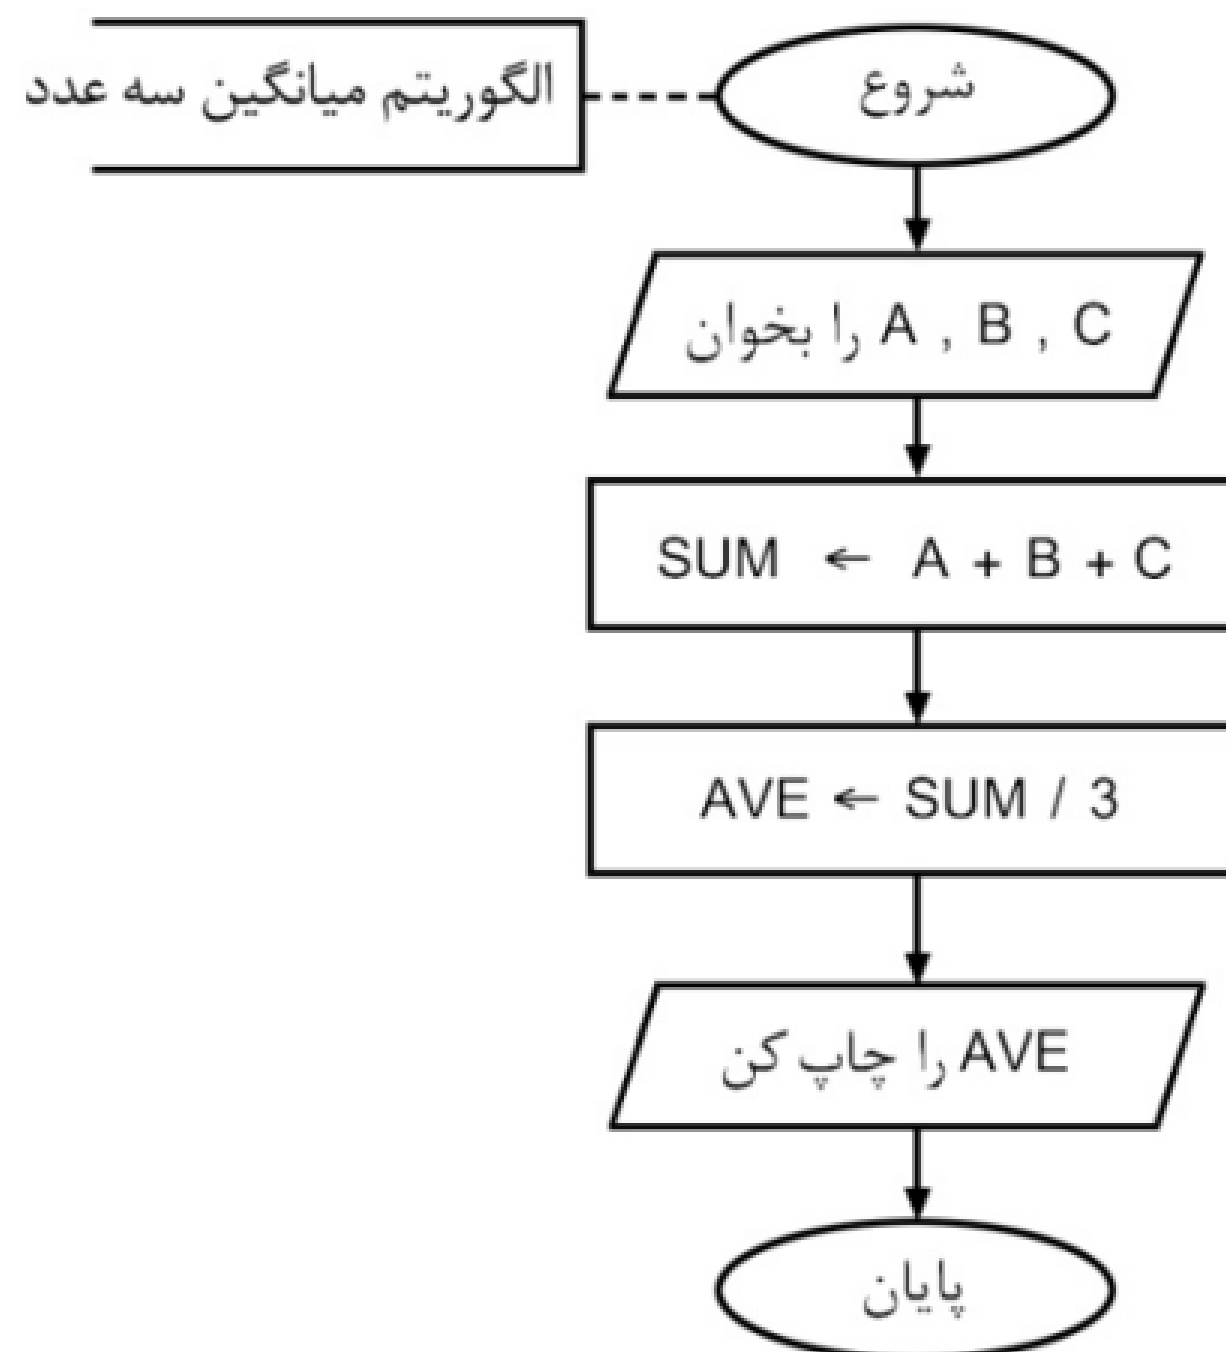 شروع
الگوریتم میانگین سه عدد
A , B , C را بخوان
SUM ← A + B + C
AVE ← SUM / 3
AVE را چاپ کن
پایان